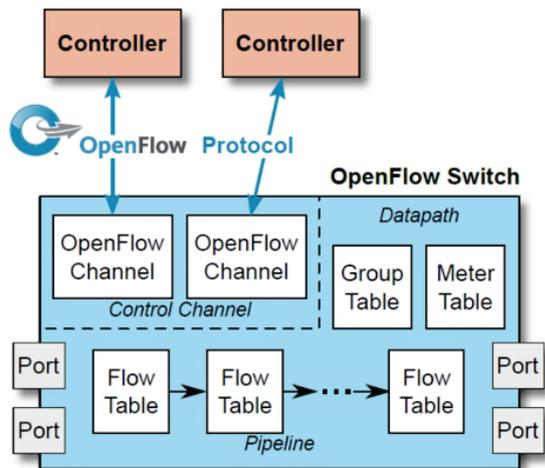 Controller
Controller
OpenFlow Protocol
OpenFlow Switch
OpenFlow
Channel
OpenFlow
Channel
Control Channel
Datapath
Group
Table
Meter
Table
Port
Port
Flow
Table
Flow
Table
Flow
Table
Pipeline
Port
Port